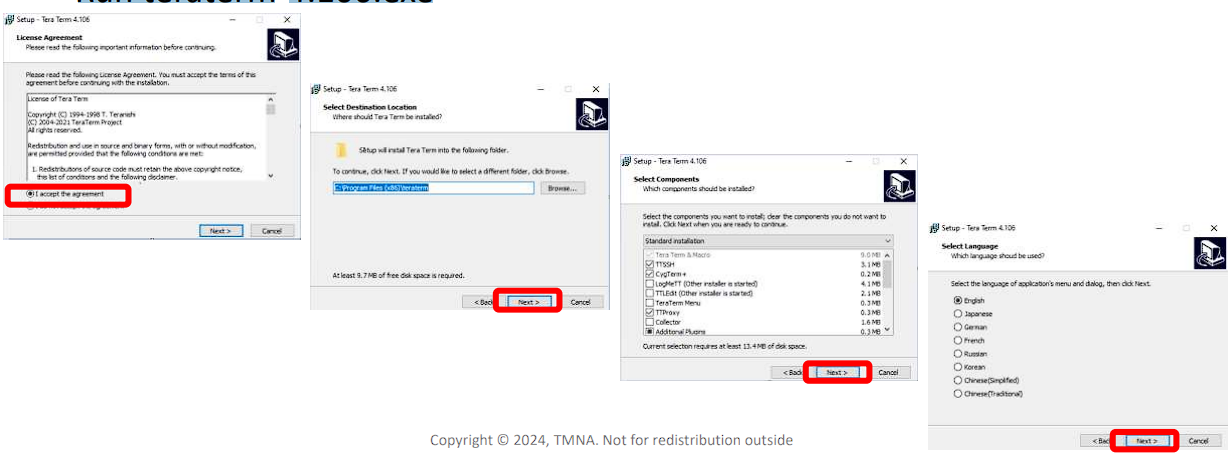 Setup - Tera Term 4.106
License Agreement
Please read the following important information before continuing.
Please read the following License Agreement. You must accept the terms of this
agreement before continuing with the installation.
License of Tera Term
Copyright (C) 1994-1998 T. Teranishi
(C) 2004-2021 TeraTerm Project
All rights reserved.
Redistribution and use in source and binary forms, with or without modification,
are permitted provided that the following conditions are met:
1. Redistributions of source code must retain the above copyright notice,
this list of conditions and the following disclaimer.
I accept the agreement
Next >
Cancel
Setup - Tera Term 4.106
Select Destination Location
Where should Tera Term be installed?
Setup will install Tera Term into the following folder.
To continue, click Next. If you would like to select a different folder, click Browse.
C:\Program Files (x86)\teraterm
Browse...
At least 9.7 MB of free disk space is required.
< Back
Next >
Cancel
Setup - Tera Term 4.106
Select Components
Which components should be installed?
Select the components you want to install; clear the components you do not want to
install. Click Next when you are ready to continue.
Standard installation
Tera Term & Macro 9.0 MB
TTSSH 3.1 MB
CygTerm+ 0.2 MB
LogMeTT (Other installer is started) 4.1 MB
TTLEdit (Other installer is started) 2.1 MB
TeraTerm Menu 0.3 MB
TTProxy 0.3 MB
Collector 1.6 MB
Additional Plugins 0.3 MB
Current selection requires at least 13.4 MB of disk space.
< Back
Next >
Cancel
Setup - Tera Term 4.106
Select Language
Which language shoud be used?
Select the language of application's menu and dialog, then click Next.
English
Japanese
German
French
Russian
Korean
Chinese(Simplified)
Chinese(Traditional)
< Back
Next >
Cancel
Copyright © 2024, TMNA. Not for redistribution outside